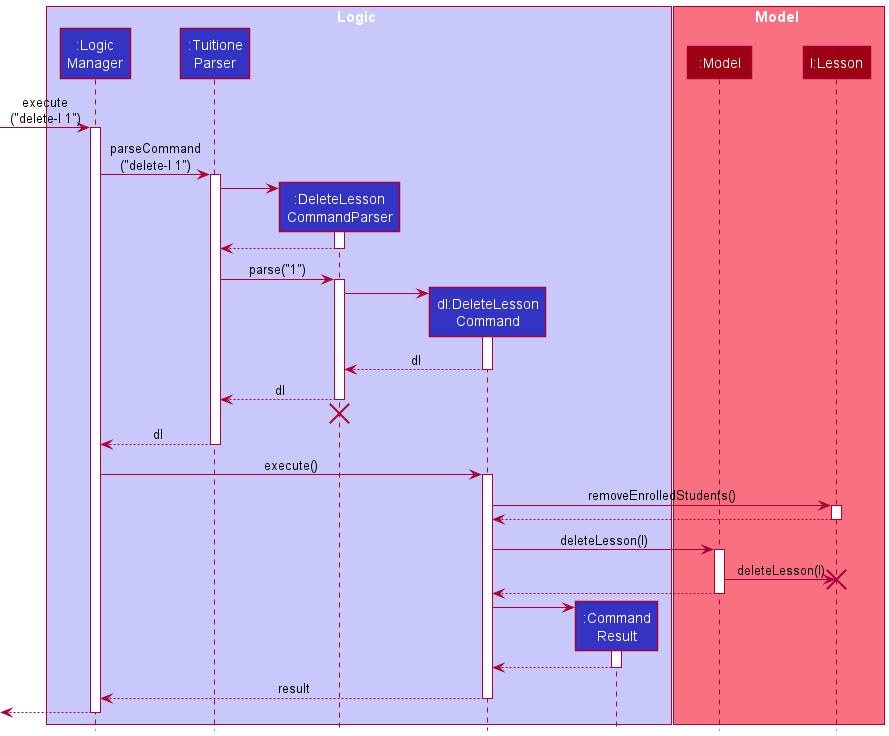 Logic
Model
:Logic
Manager
:Tuitione
Parser
:Model
l:Lesson
execute
("delete-l 1")
parseCommand
("delete-l 1")
:DeleteLesson
CommandParser
parse("1")
dl:DeleteLesson
Command
dl
dl
dl
execute()
removeEnrolledStudents()
deleteLesson(l)
deleteLesson(l)
:Command
Result
result